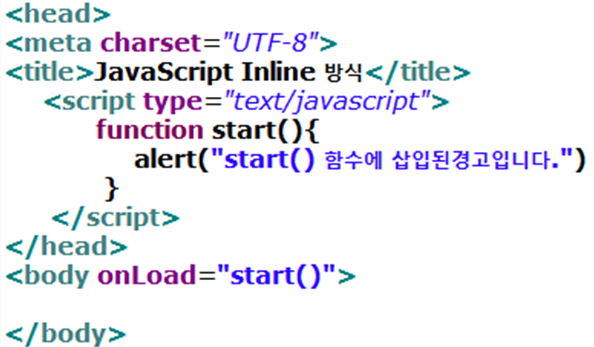 <head>
<meta charset="UTF-8">
<title>JavaScript Inline 방식</title>
<script type="text/javascript">
function start(){
alert("start() 함수에 삽입된경고입니다.")
}
</script>
</head>
<body onLoad="start()">
</body>